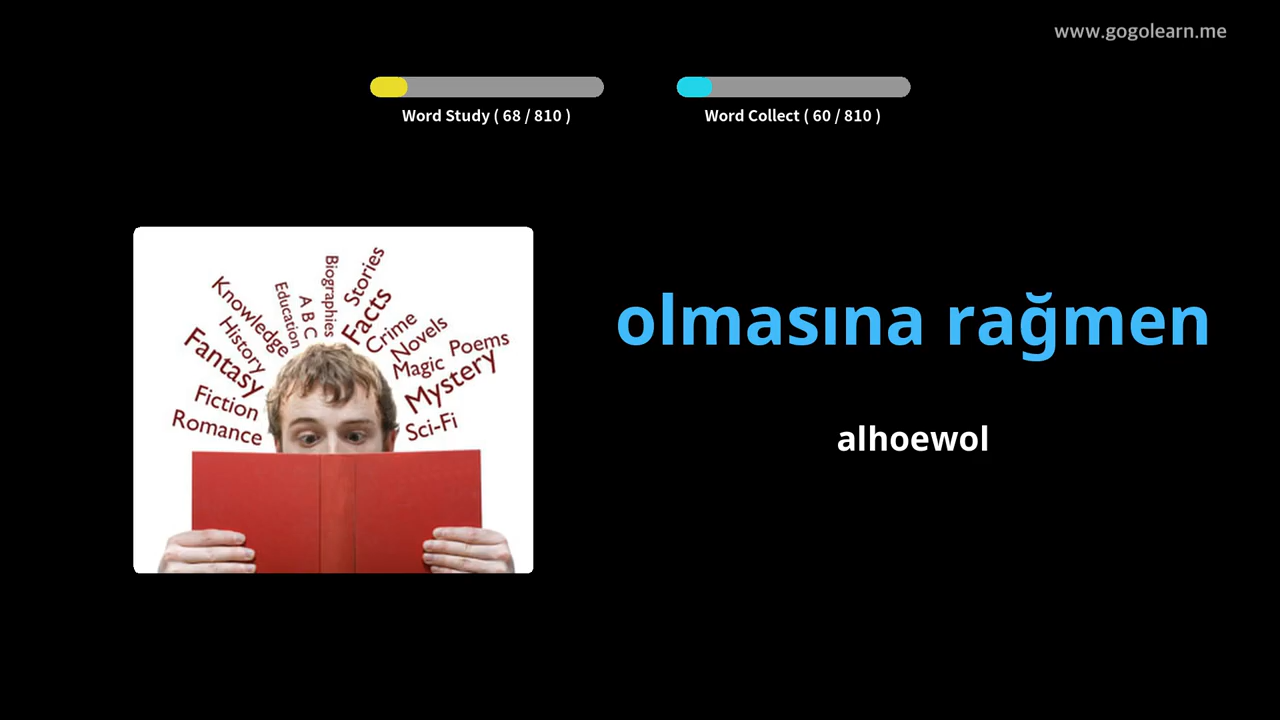 www.gogolearn.me
Word Study ( 68 / 810 )
Word Collect ( 60 / 810 )
Biographies
Stories
Education
A B C
Facts
Knowledge
Crime
History
Novels
Poems
Fantasy
Magic
Mystery
Fiction
Romance
Sci-Fi
olmasına rağmen
alhoewol